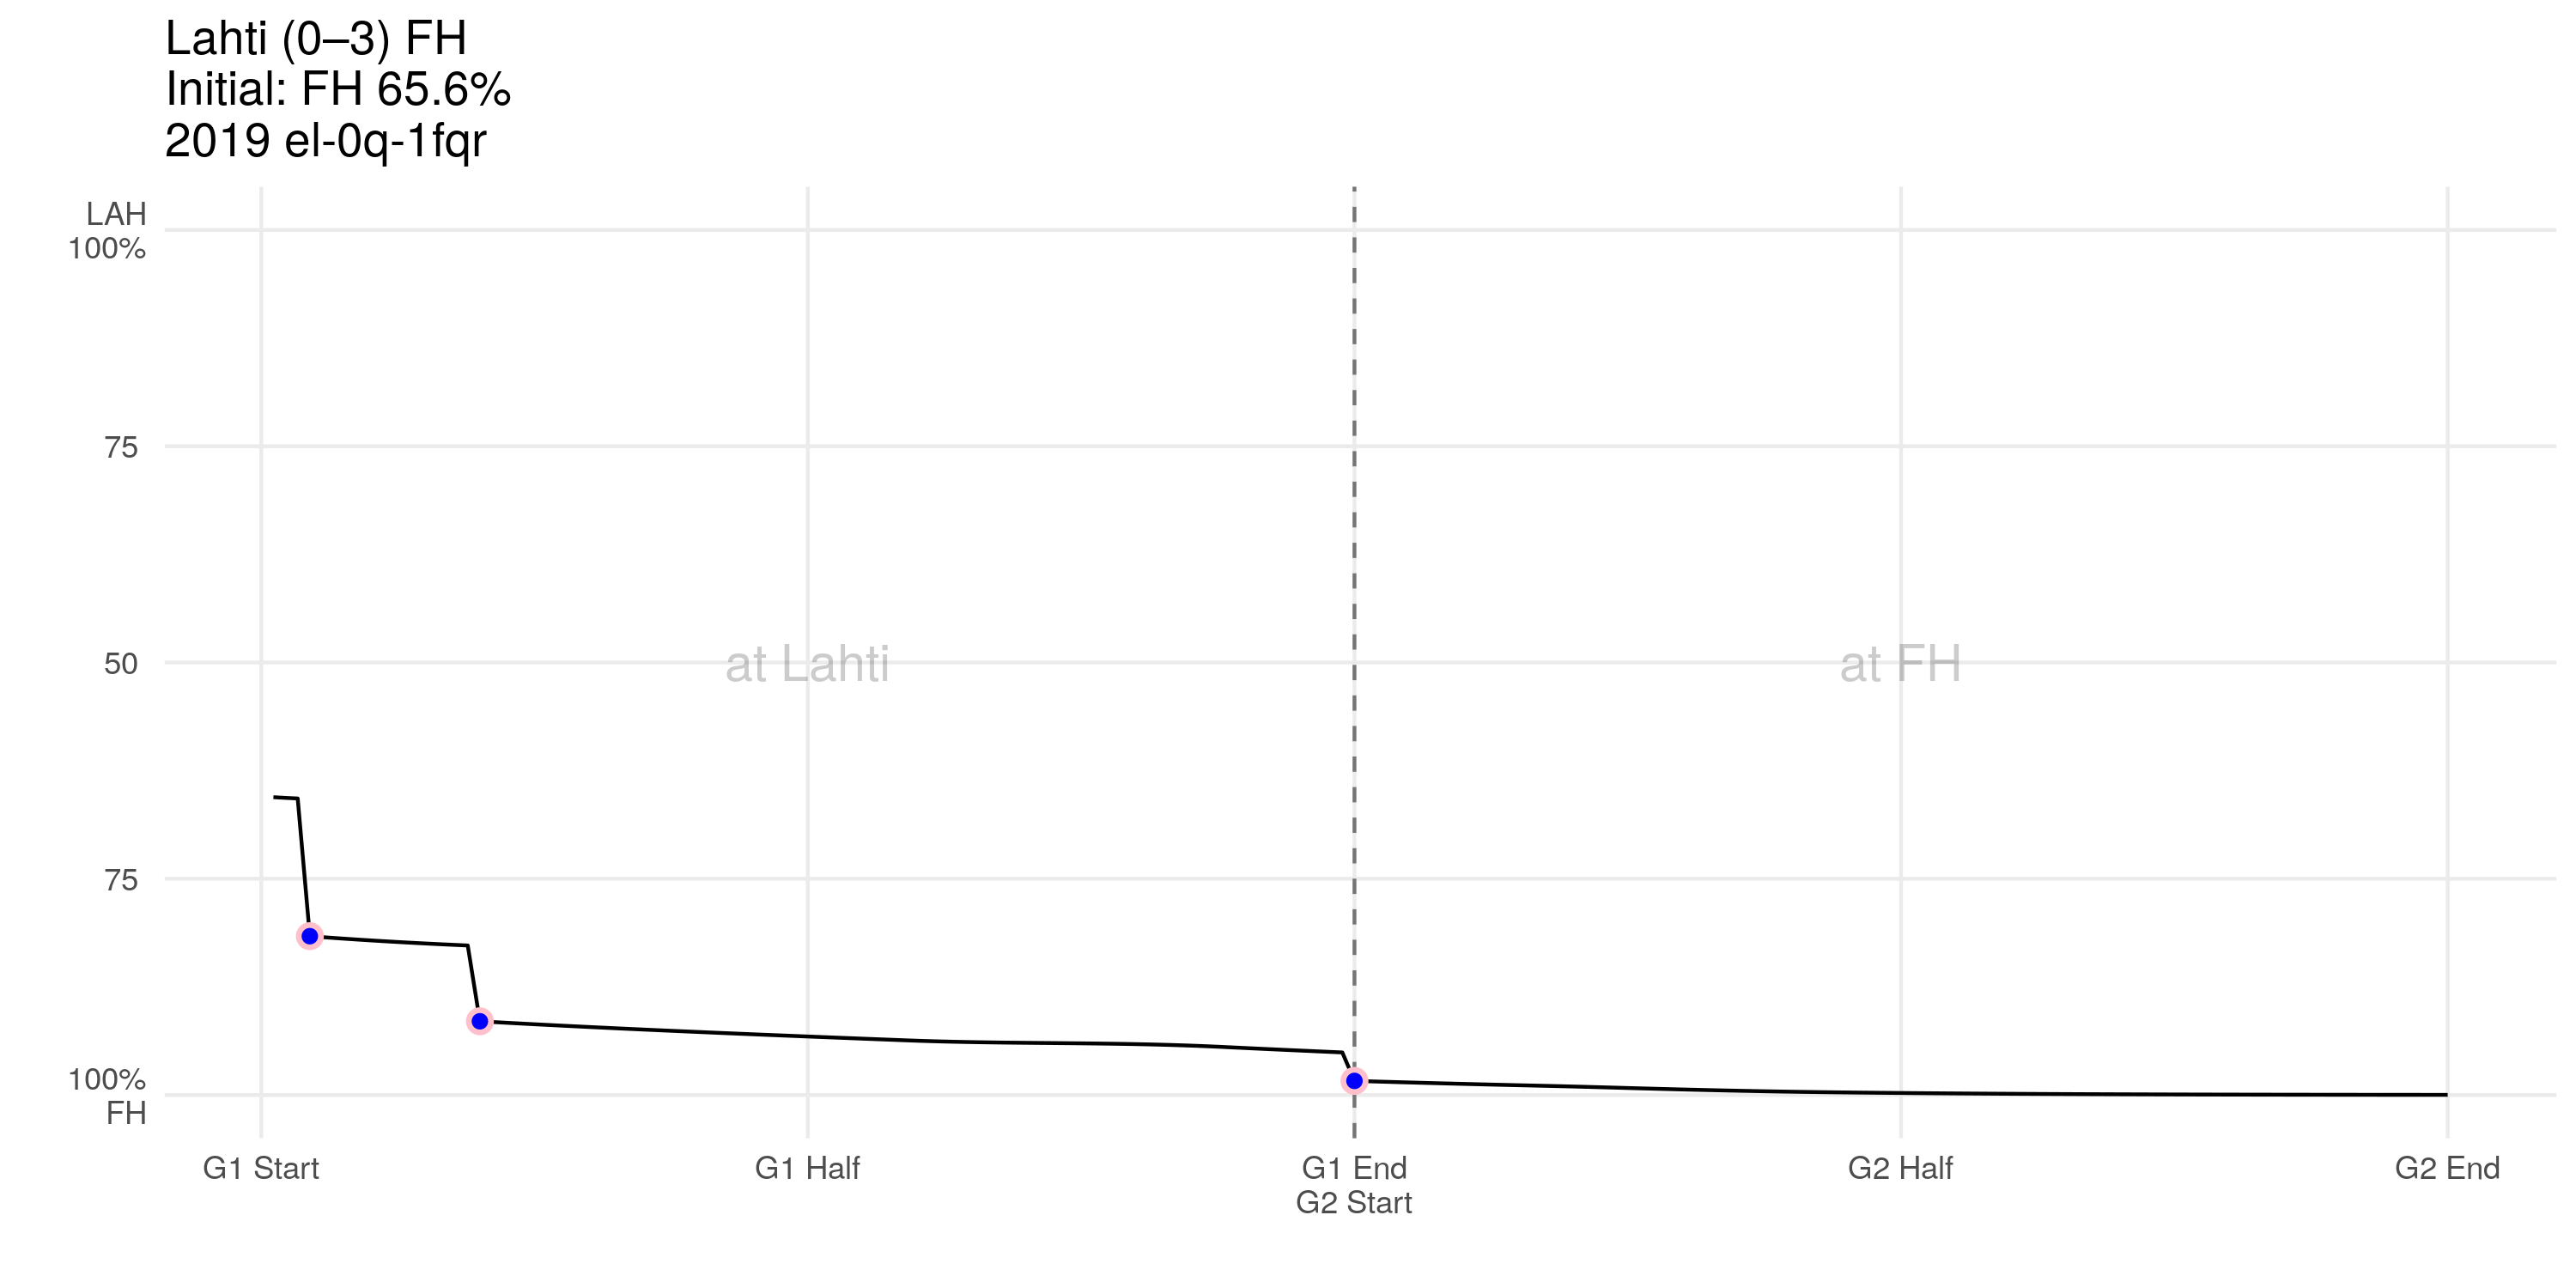 Lahti (0–3) FH
Initial: FH 65.6%
2019 el-0q-1fqr
LAH
100%
75
50
75
100%
FH
at Lahti
at FH
G1 Start
G1 Half
G1 End
G2 Start
G2 Half
G2 End